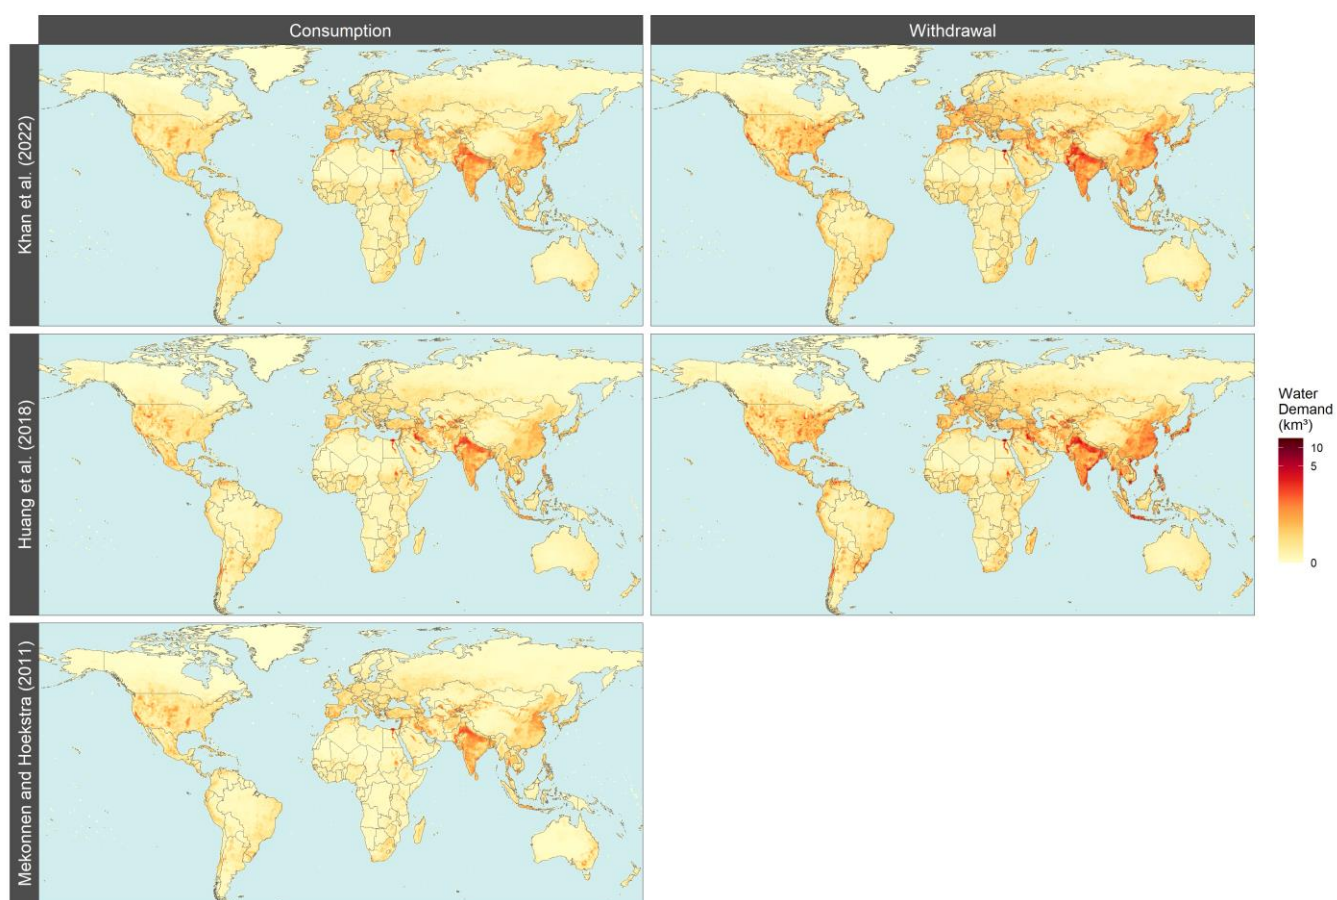 Consumption
Withdrawal
Khan et al. (2022)
Huang et al. (2018)
Water
Demand
(km³)
10
5
0
Mekonnen and Hoekstra (2011)